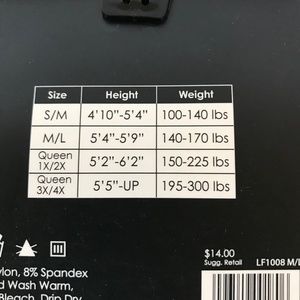 Size Height Weight
S/M 4'10"-5'4" 100-140 lbs
M/L 5'4"-5'9" 140-170 lbs
Queen 1X/2X 5'2"-6'2" 150-225 lbs
Queen 3X/4X 5'5"-UP 195-300 lbs
$14.00
Sugg. Retail LF1008 M/L
ylon, 8% Spandex
d Wash Warm,
Bleach, Drip Dry